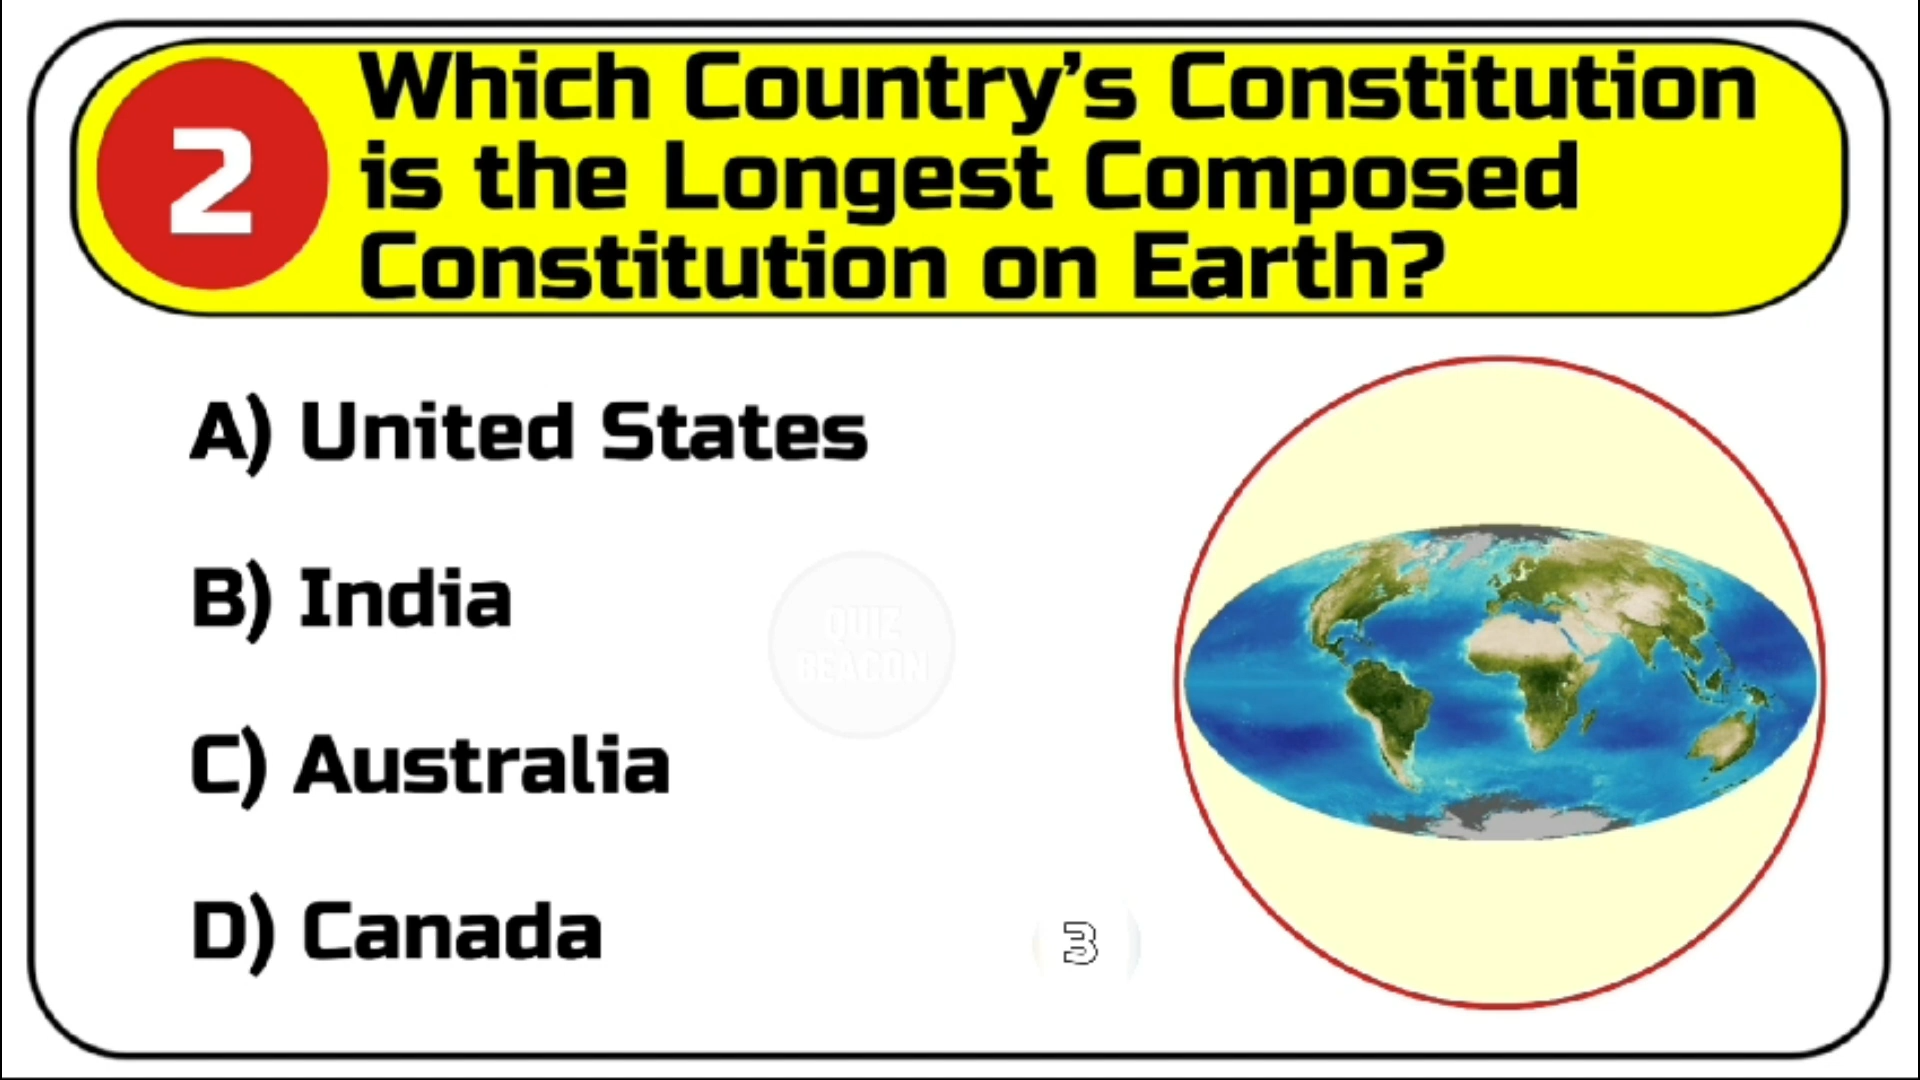 2
Which Country’s Constitution
is the Longest Composed
Constitution on Earth?
A) United States
B) India
QUIZ
BEACON
C) Australia
D) Canada
3